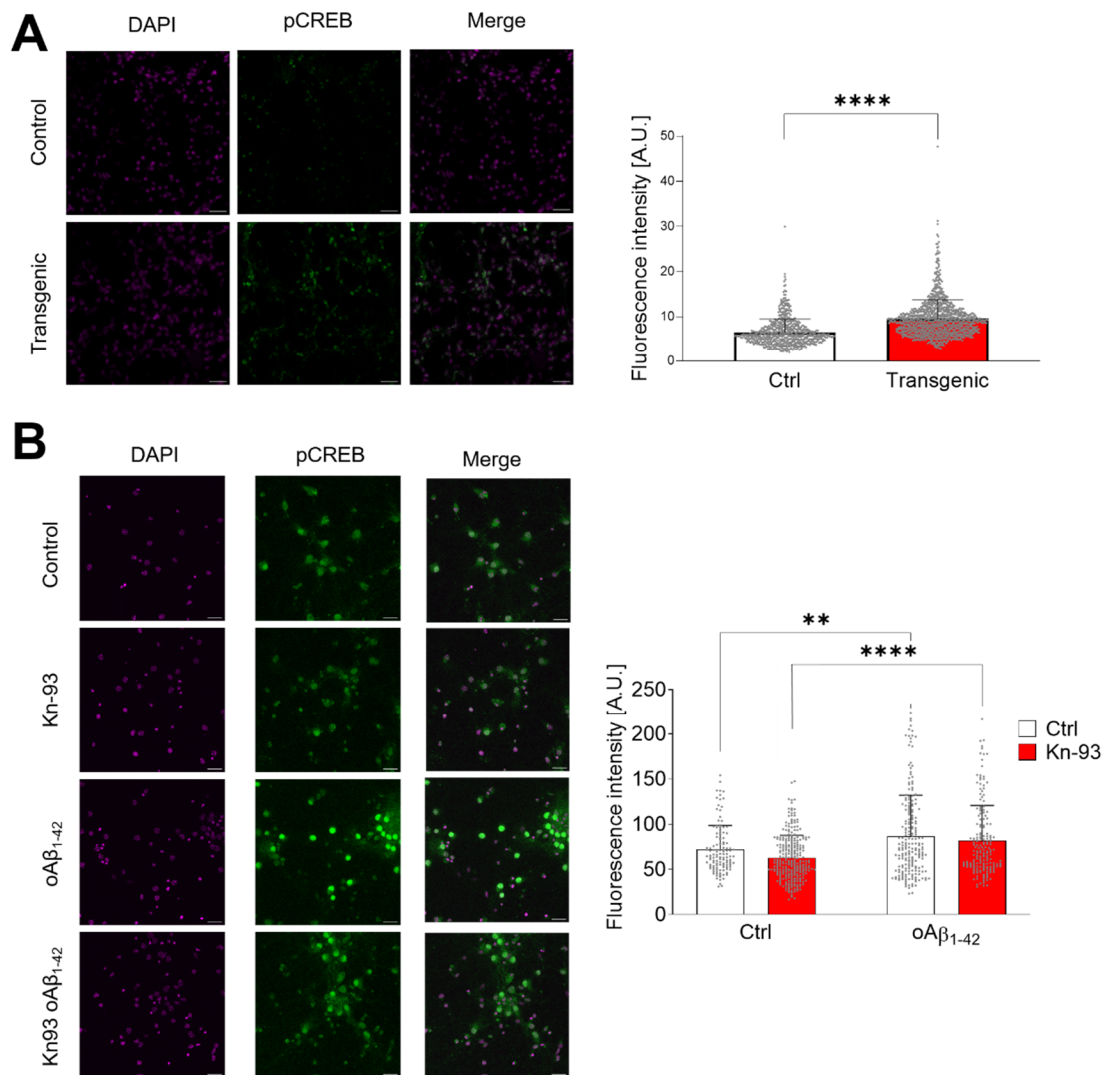 A
DAPI
pCREB
Merge
Control
Transgenic
****
Fluorescence intensity [A.U.]
50
40
30
20
10
0
Ctrl
Transgenic
B
DAPI
pCREB
Merge
Control
Kn-93
oAβ1-42
Kn93 oAβ1-42
**
****
Fluorescence intensity [A.U.]
250
200
150
100
50
0
Ctrl
oAβ1-42
Ctrl
Kn-93